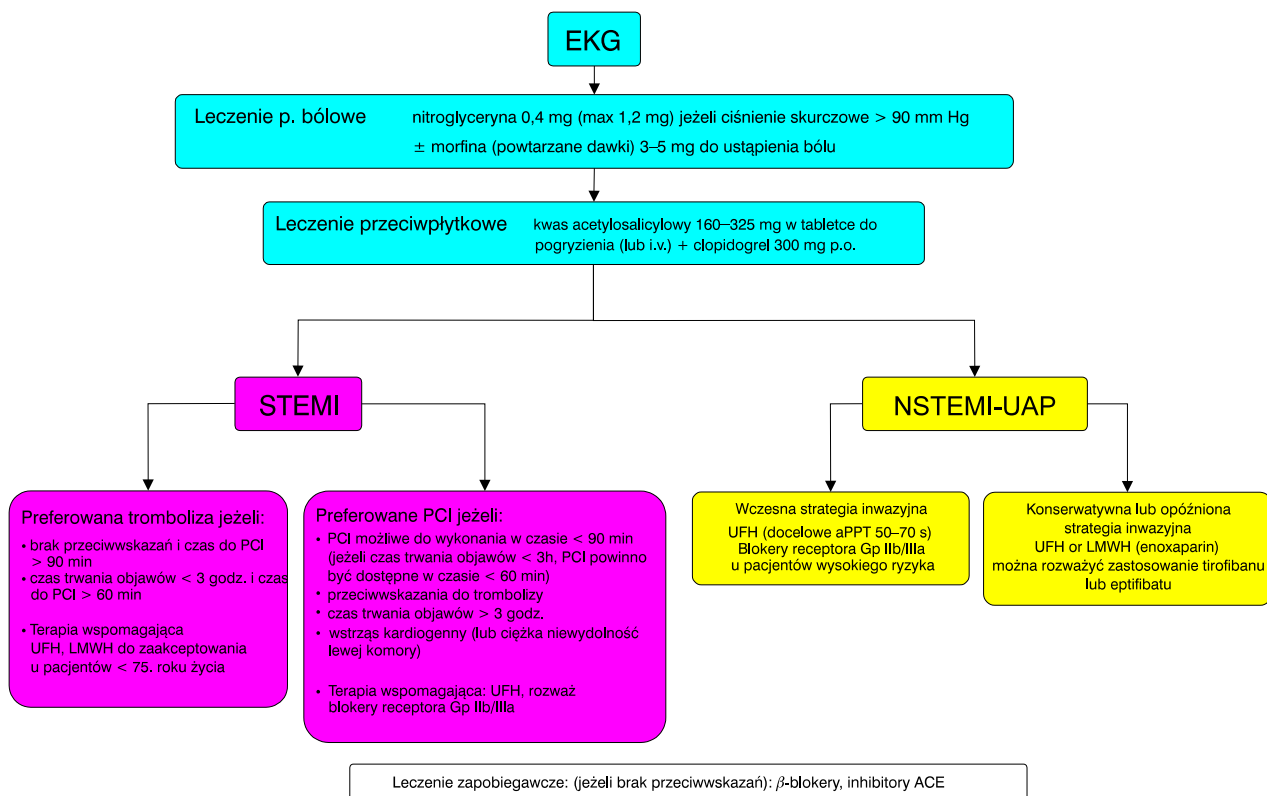 EKG
Leczenie p. bólowe
nitroglyceryna 0,4 mg (max 1,2 mg) jeżeli ciśnienie skurczowe > 90 mm Hg
± morfina (powtarzane dawki) 3–5 mg do ustąpienia bólu
Leczenie przeciwpłytkowe
kwas acetylosalicylowy 160–325 mg w tabletce do
pogryzienia (lub i.v.) + clopidogrel 300 mg p.o.
STEMI
NSTEMI-UAP
Preferowana tromboliza jeżeli:
• brak przeciwwskazań i czas do PCI
> 90 min
• czas trwania objawów < 3 godz. i czas
do PCI > 60 min
• Terapia wspomagająca
UFH, LMWH do zaakceptowania
u pacjentów < 75. roku życia
Preferowane PCI jeżeli:
• PCI możliwe do wykonania w czasie < 90 min
(jeżeli czas trwania objawów < 3h, PCI powinno
być dostępne w czasie < 60 min)
• przeciwwskazania do trombolizy
• czas trwania objawów > 3 godz.
• wstrząs kardiogenny (lub ciężka niewydolność
lewej komory)
• Terapia wspomagająca: UFH, rozważ
blokery receptora Gp IIb/IIIa
Wczesna strategia inwazyjna
UFH (docelowe aPPT 50–70 s)
Blokery receptora Gp IIb/IIIa
u pacjentów wysokiego ryzyka
Konserwatywna lub opóźniona
strategia inwazyjna
UFH or LMWH (enoxaparin)
można rozważyć zastosowanie tirofibanu
lub eptifibatu
Leczenie zapobiegawcze: (jeżeli brak przeciwwskazań): β-blokery, inhibitory ACE